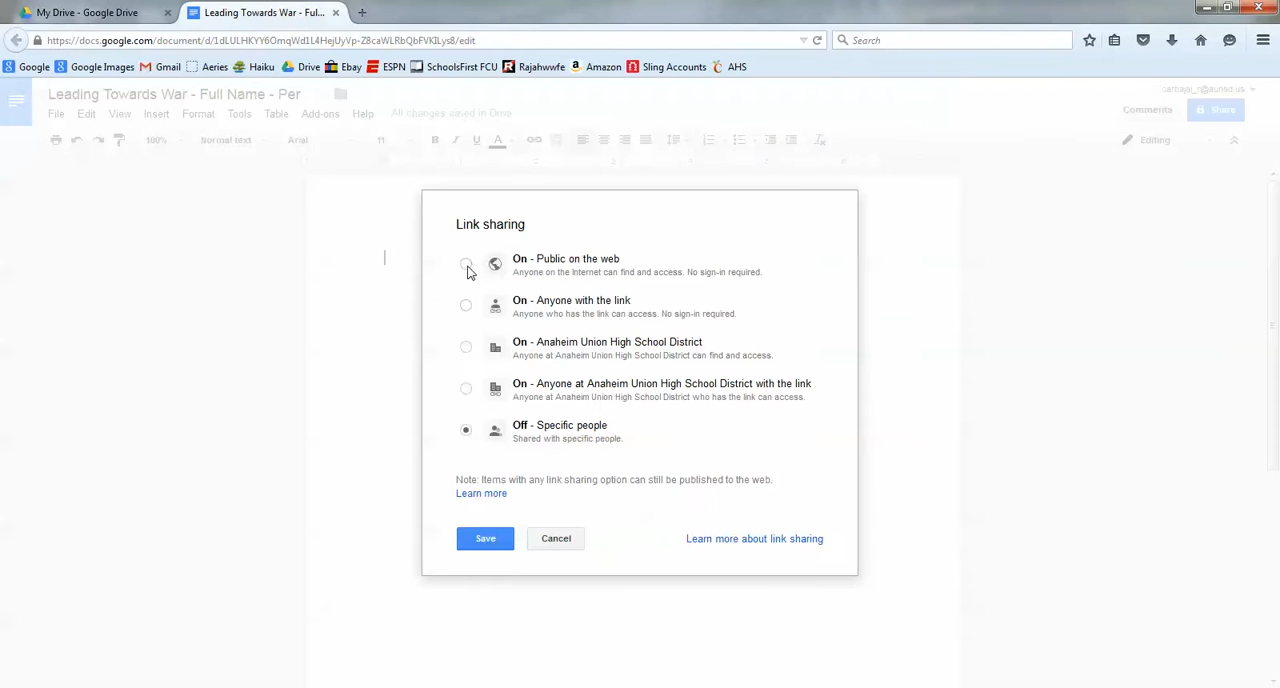 My Drive - Google Drive
Leading Towards War - Ful...
https://docs.google.com/document/d/1dLULHKYY6OmqWd1L4HejUyVp-Z8caWLRbQbFVKILys8/edit
Search
Google Google Images Gmail Aeries Haiku Drive Ebay ESPN SchoolsFirst FCU Rajahwwfe Amazon Sling Accounts AHS
Leading Towards War - Full Name - Per
File Edit View Insert Format Tools Table Add-ons Help All changes saved in Drive
Comments Share
100% Normal text Arial 11 B I U A Editing
Link sharing
On - Public on the web
Anyone on the Internet can find and access. No sign-in required.
On - Anyone with the link
Anyone who has the link can access. No sign-in required.
On - Anaheim Union High School District
Anyone at Anaheim Union High School District can find and access.
On - Anyone at Anaheim Union High School District with the link
Anyone at Anaheim Union High School District who has the link can access.
Off - Specific people
Shared with specific people.
Note: Items with any link sharing option can still be published to the web.
Learn more
Save Cancel Learn more about link sharing